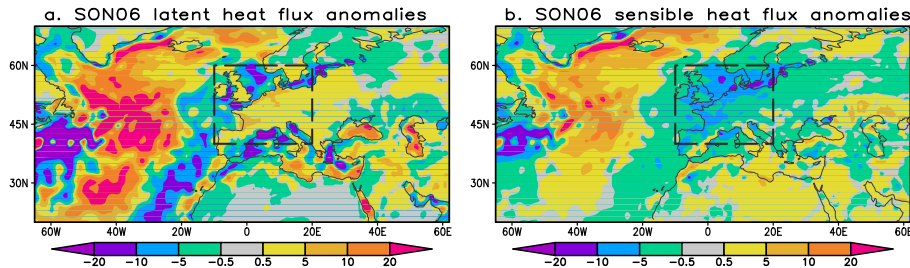 a. SON06 latent heat flux anomalies
b. SON06 sensible heat flux anomalies
60N
45N
30N
60W 40W 20W 0 20E 40E 60E
-20 -10 -5 -0.5 0.5 5 10 20
60N
45N
30N
60W 40W 20W 0 20E 40E 60E
-20 -10 -5 -0.5 0.5 5 10 20